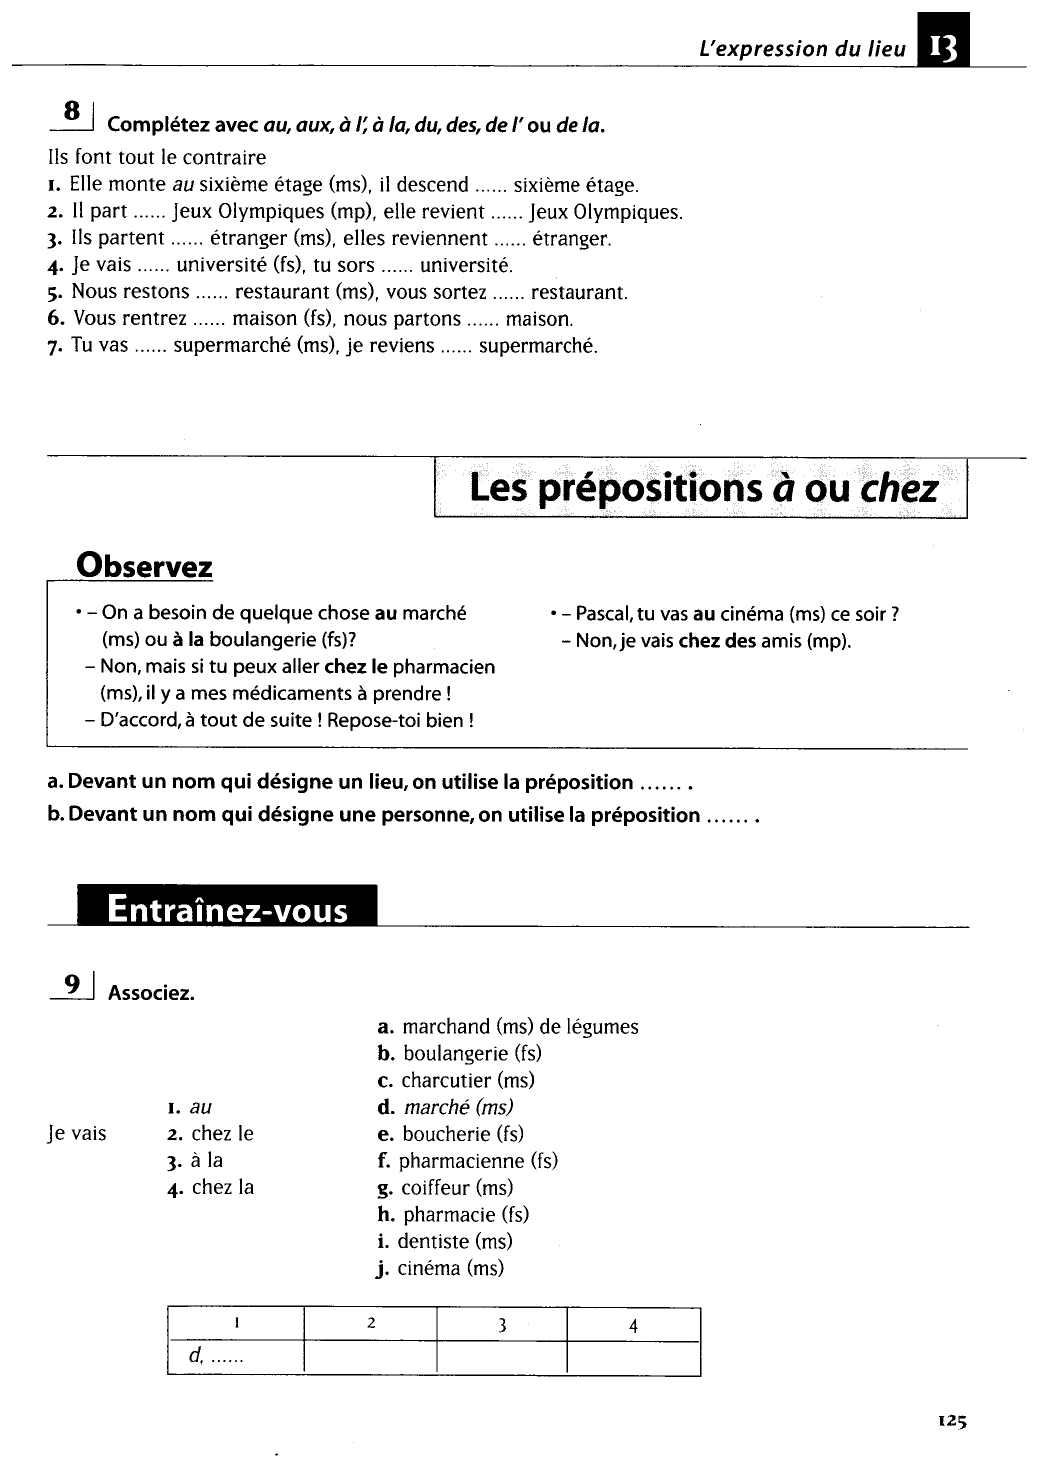 L'expression du lieu 13
8 Complétez avec au, aux, à l', à la, du, des, de l' ou de la.
Ils font tout le contraire
1. Elle monte au sixième étage (ms), il descend ...... sixième étage.
2. Il part ...... Jeux Olympiques (mp), elle revient ...... Jeux Olympiques.
3. Ils partent ...... étranger (ms), elles reviennent ...... étranger.
4. Je vais ...... université (fs), tu sors ...... université.
5. Nous restons ...... restaurant (ms), vous sortez ...... restaurant.
6. Vous rentrez ...... maison (fs), nous partons ...... maison.
7. Tu vas ...... supermarché (ms), je reviens ...... supermarché.
Les prépositions à ou chez
Observez
• – On a besoin de quelque chose au marché
(ms) ou à la boulangerie (fs)?
– Non, mais si tu peux aller chez le pharmacien
(ms), il y a mes médicaments à prendre !
– D'accord, à tout de suite ! Repose-toi bien !
• – Pascal, tu vas au cinéma (ms) ce soir ?
– Non, je vais chez des amis (mp).
a. Devant un nom qui désigne un lieu, on utilise la préposition ...... .
b. Devant un nom qui désigne une personne, on utilise la préposition ...... .
Entraînez-vous
9 Associez.
Je vais
1. au
2. chez le
3. à la
4. chez la
a. marchand (ms) de légumes
b. boulangerie (fs)
c. charcutier (ms)
d. marché (ms)
e. boucherie (fs)
f. pharmacienne (fs)
g. coiffeur (ms)
h. pharmacie (fs)
i. dentiste (ms)
j. cinéma (ms)
1 2 3 4
d, ......
125